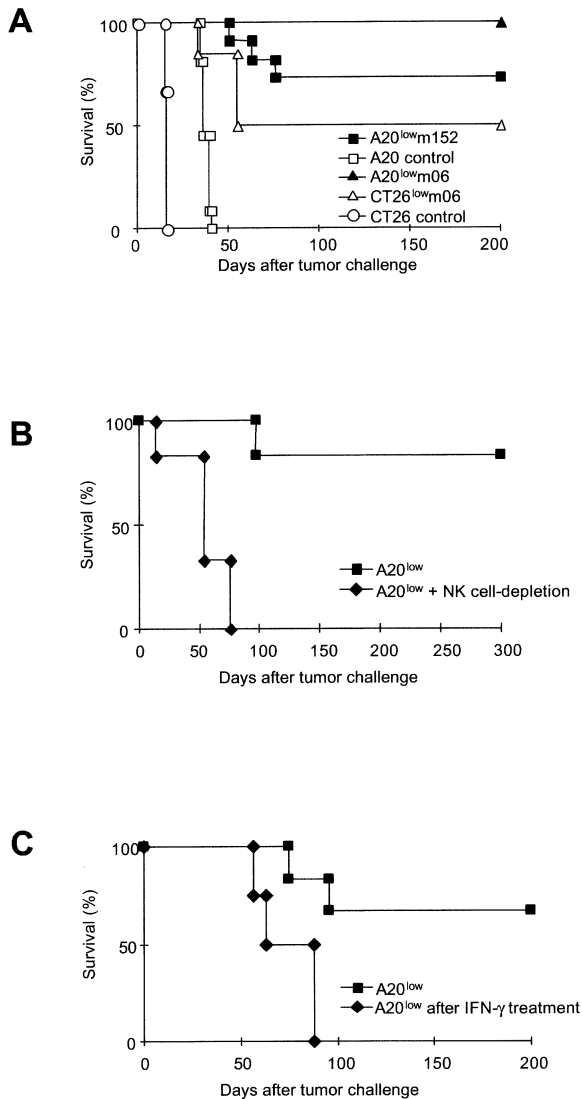 A
Survival (%)
100
50
0
A20lowm152
A20 control
A20lowm06
CT26lowm06
CT26 control
0 50 100 150 200
Days after tumor challenge
B
Survival (%)
100
50
0
A20low
A20low + NK cell-depletion
0 50 100 150 200 250 300
Days after tumor challenge
C
Survival (%)
100
50
0
A20low
A20low after IFN-γ treatment
0 50 100 150 200
Days after tumor challenge